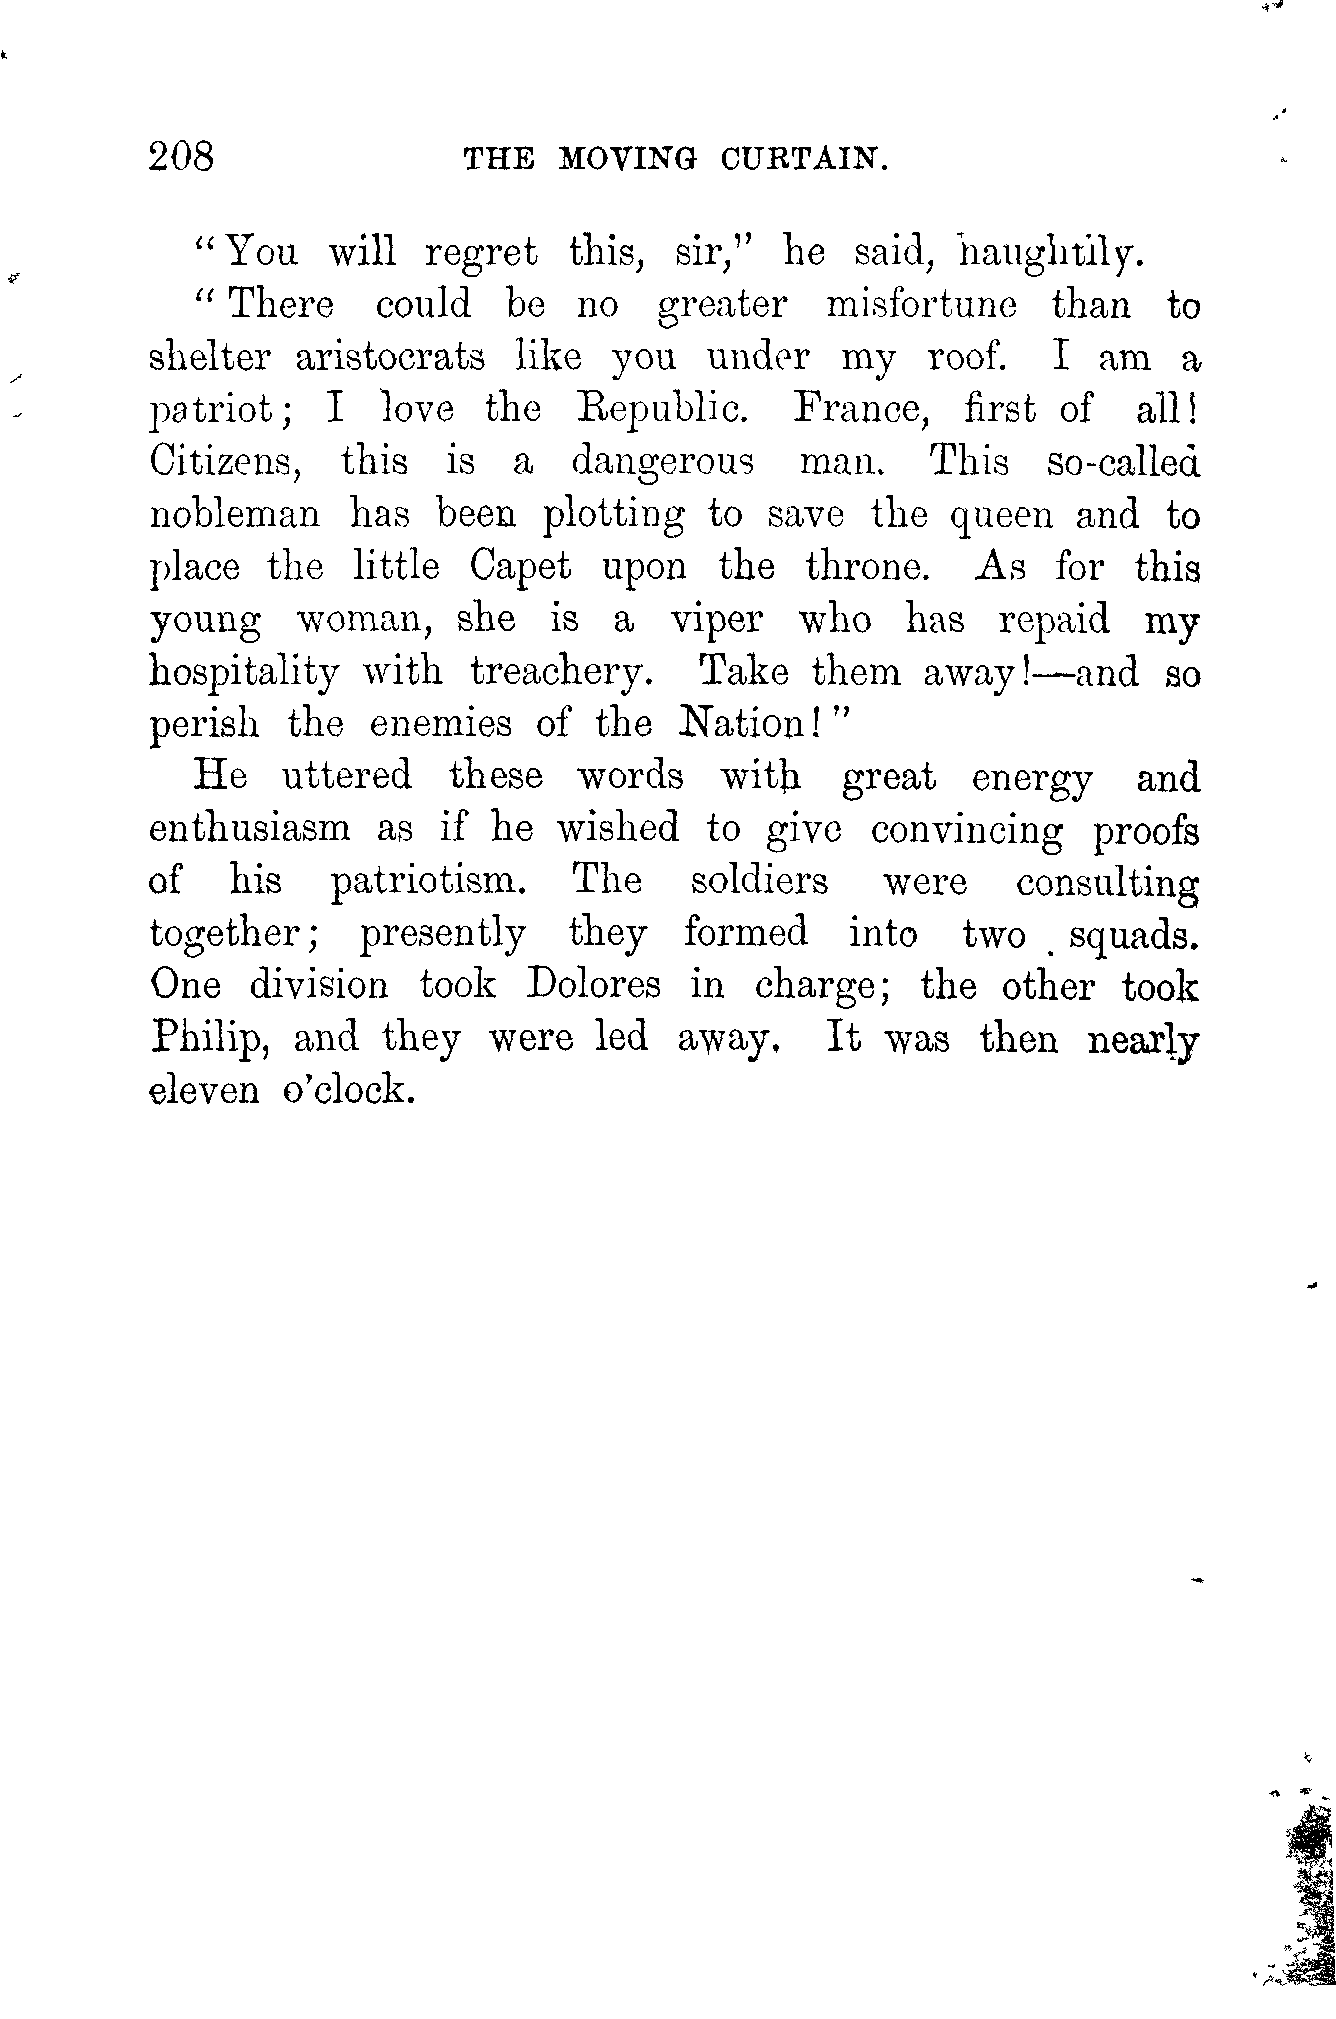 208 THE MOVING CURTAIN.
“You will regret this, sir,” he said, haughtily.
“There could be no greater misfortune than to
shelter aristocrats like you under my roof. I am a
patriot; I love the Republic. France, first of all!
Citizens, this is a dangerous man. This so-called
nobleman has been plotting to save the queen and to
place the little Capet upon the throne. As for this
young woman, she is a viper who has repaid my
hospitality with treachery. Take them away!—and so
perish the enemies of the Nation!”
He uttered these words with great energy and
enthusiasm as if he wished to give convincing proofs
of his patriotism. The soldiers were consulting
together; presently they formed into two squads.
One division took Dolores in charge; the other took
Philip, and they were led away. It was then nearly
eleven o’clock.